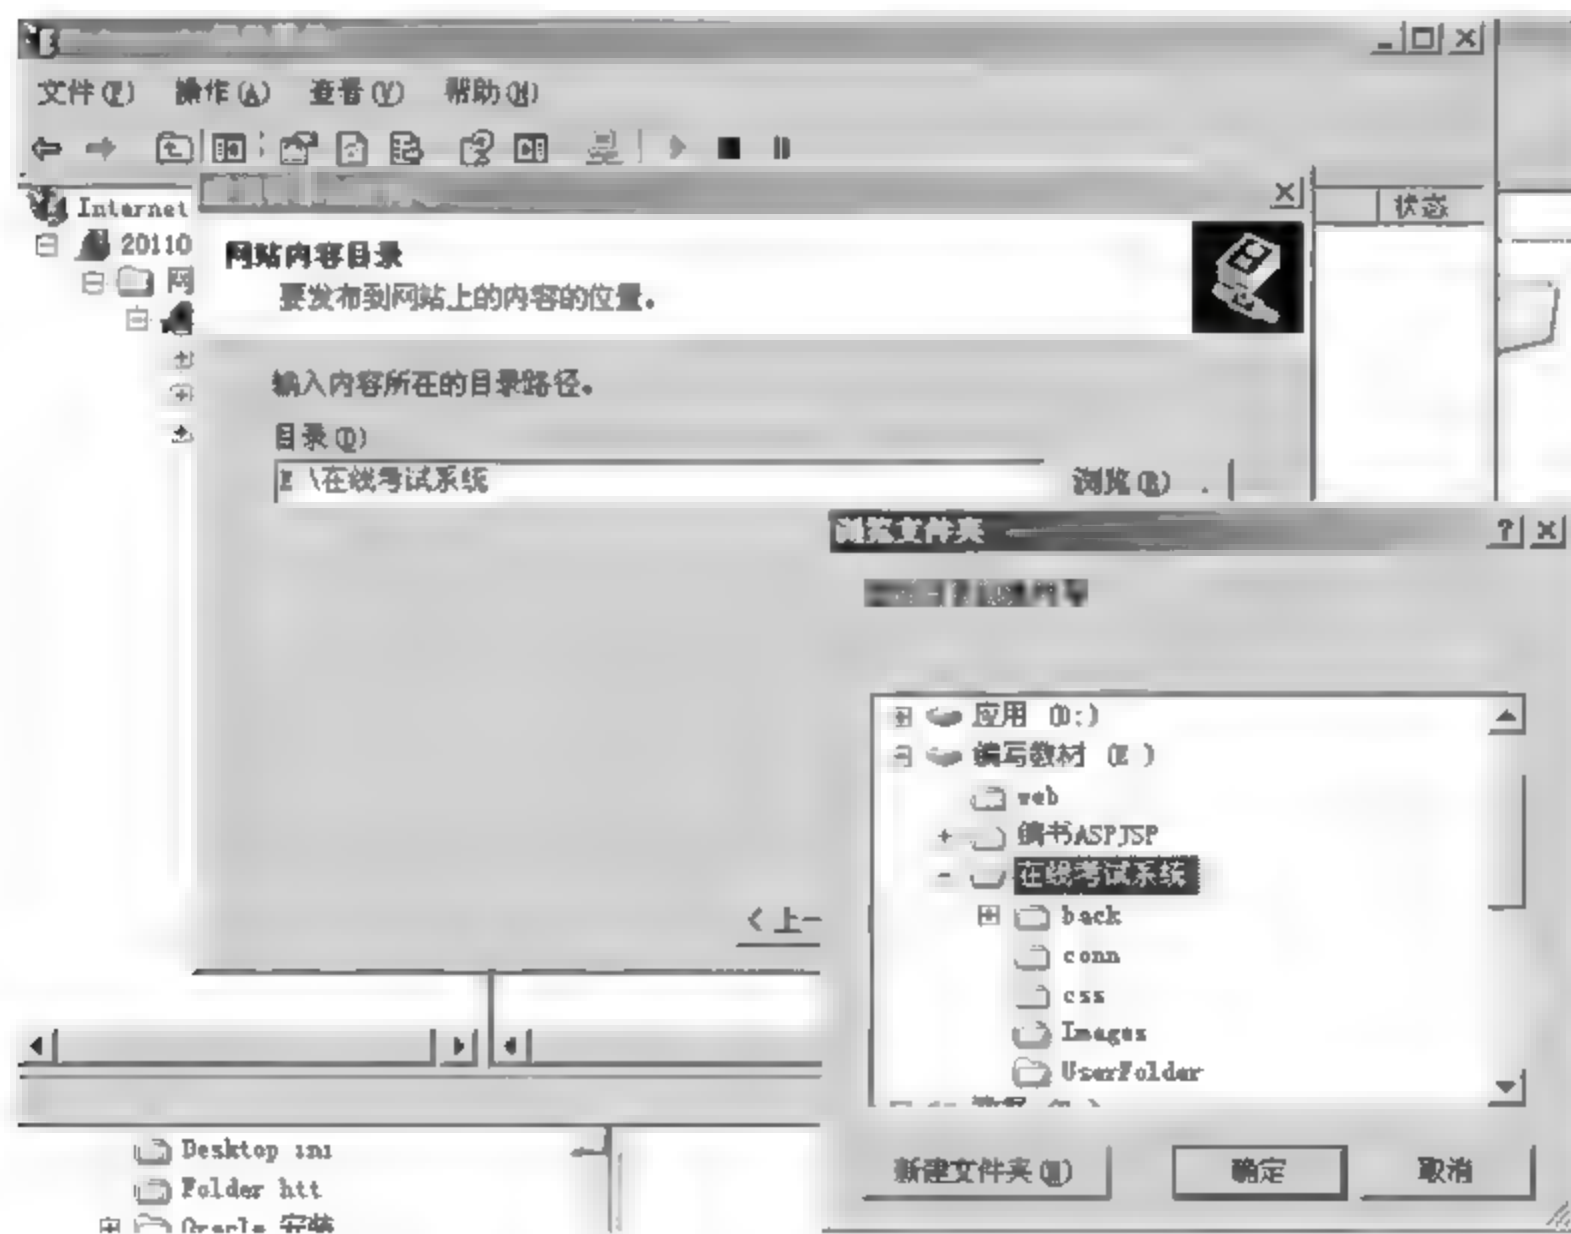 文件(F) 操作(A) 查看(V) 帮助(H)
Internet
状态
20110
网
网站内容目录
要发布到网站上的内容的位置。
输入内容所在的目录路径。
目录(D)
E \在线考试系统
浏览(R) .
浏览文件夹
应用 (D:)
编写教材 (E )
web
编书ASPJSP
在线考试系统
back
conn
css
Images
UserFolder
<上一
新建文件夹(M) 确定 取消
Desktop ini
Folder htt
Oracle 安装